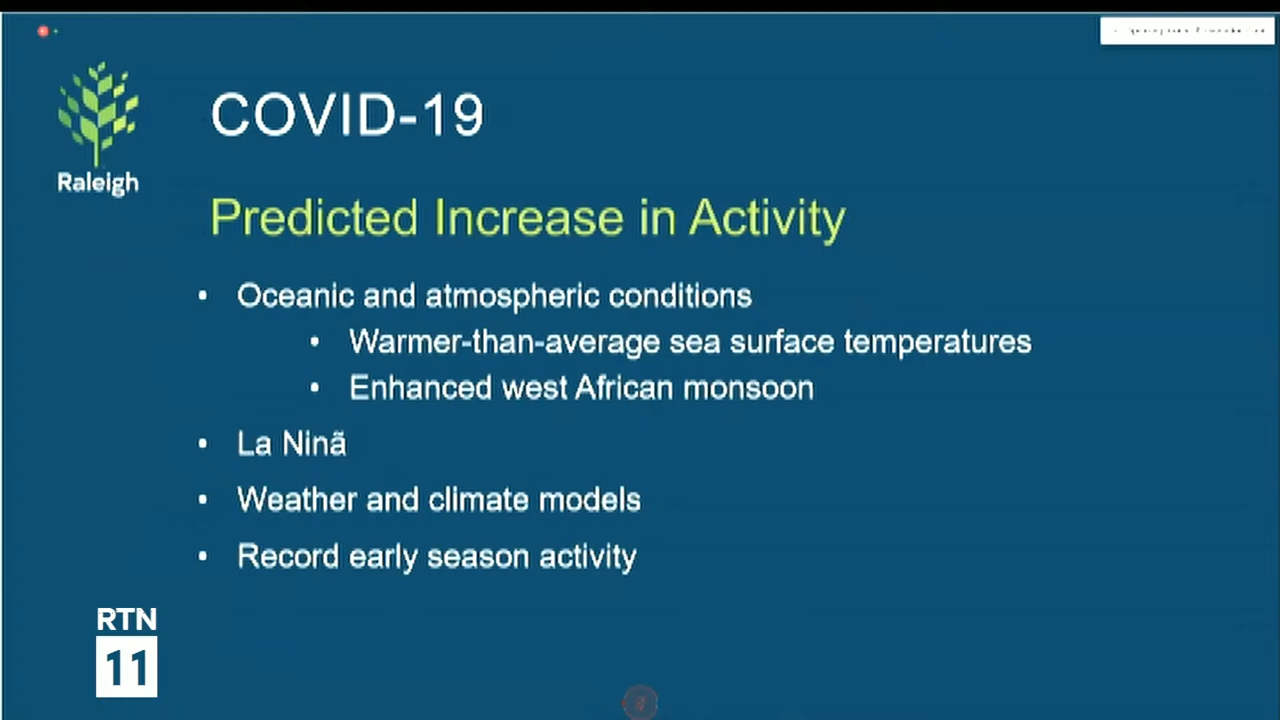 COVID-19
Raleigh
Predicted Increase in Activity
• Oceanic and atmospheric conditions
• Warmer-than-average sea surface temperatures
• Enhanced west African monsoon
• La Ninã
• Weather and climate models
• Record early season activity
RTN
11